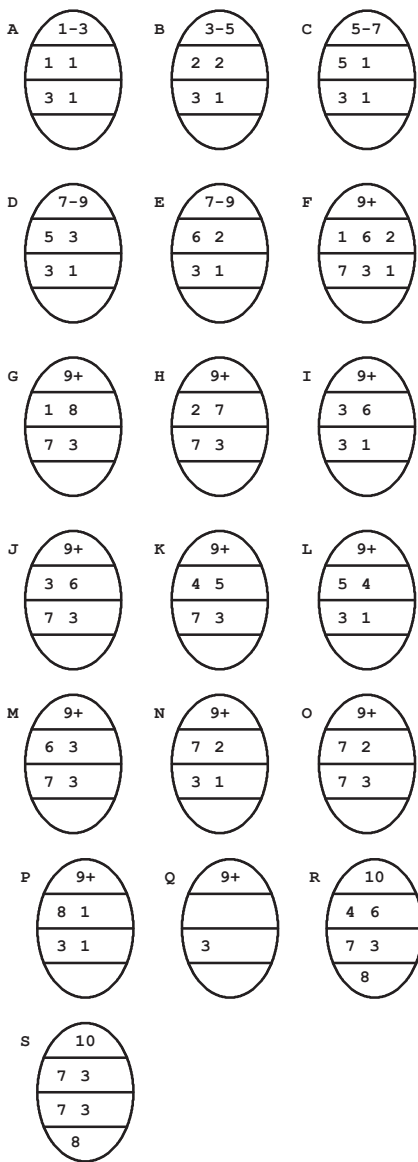 A 1-3 B 3-5 C 5-7
1 1 2 2 5 1
3 1 3 1 3 1
D 7-9 E 7-9 F 9+
5 3 6 2 1 6 2
3 1 3 1 7 3 1
G 9+ H 9+ I 9+
1 8 2 7 3 6
7 3 7 3 3 1
J 9+ K 9+ L 9+
3 6 4 5 5 4
7 3 7 3 3 1
M 9+ N 9+ O 9+
6 3 7 2 7 2
7 3 3 1 7 3
P 9+ Q 9+ R 10
8 1 4 6
3 1 3 7 3
8
S 10
7 3
7 3
8